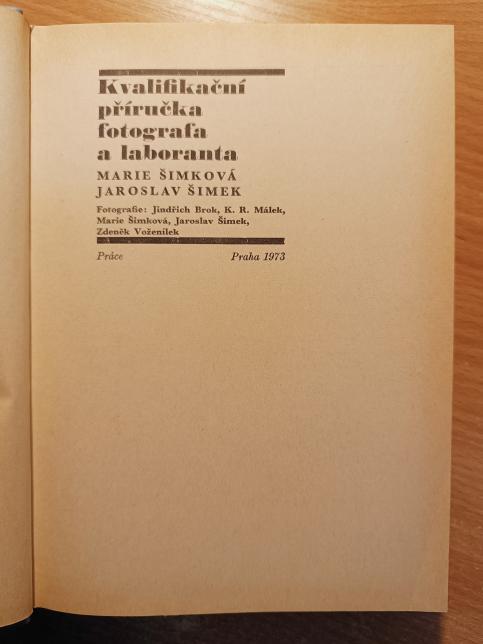 Kvalifikační
příručka
fotografa
a laboranta
MARIE ŠIMKOVÁ
JAROSLAV ŠIMEK
Fotografie: Jindřich Brok, K. R. Málek,
Marie Šimková, Jaroslav Šimek,
Zdeněk Voženílek
Práce Praha 1973